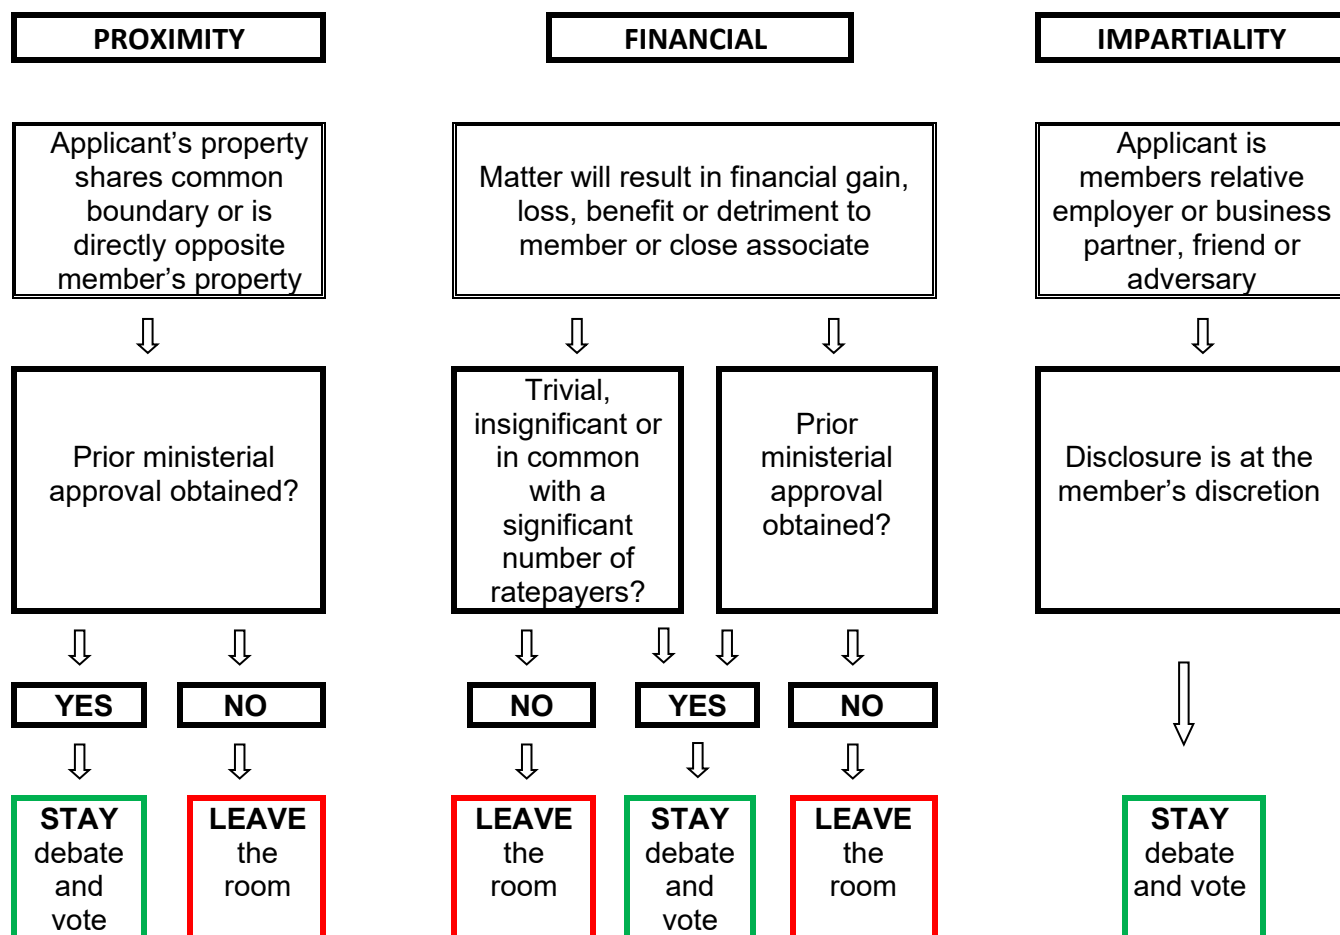 PROXIMITY
FINANCIAL
IMPARTIALITY
Applicant’s property
shares common
boundary or is
directly opposite
member’s property
Matter will result in financial gain,
loss, benefit or detriment to
member or close associate
Applicant is
members relative
employer or business
partner, friend or
adversary
Prior ministerial
approval obtained?
Trivial,
insignificant or
in common
with a
significant
number of
ratepayers?
Prior
ministerial
approval
obtained?
Disclosure is at the
member’s discretion
YES
NO
NO
YES
NO
STAY
debate
and
vote
LEAVE
the
room
LEAVE
the
room
STAY
debate
and
vote
LEAVE
the
room
STAY
debate
and vote